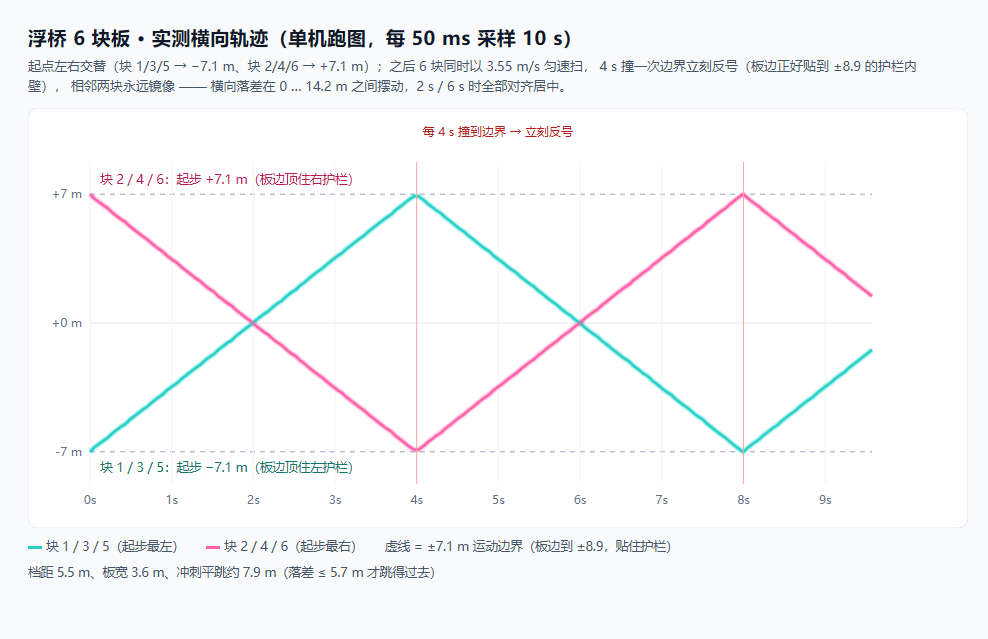 浮桥 6 块板 · 实测横向轨迹（单机跑图，每 50 ms 采样 10 s）
起点左右交替（块 1/3/5 → −7.1 m、块 2/4/6 → +7.1 m）；之后 6 块同时以 3.55 m/s 匀速扫， 4 s 撞一次边界立刻反号（板边正好贴到 ±8.9 的护栏内
壁），相邻两块永远镜像 —— 横向落差在 0 … 14.2 m 之间摆动，2 s / 6 s 时全部对齐居中。
每 4 s 撞到边界 → 立刻反号
块 2 / 4 / 6：起步 +7.1 m（板边顶住右护栏）
+7 m
+0 m
-7 m
块 1 / 3 / 5：起步 −7.1 m（板边顶住左护栏）
0s 1s 2s 3s 4s 5s 6s 7s 8s 9s
块 1 / 3 / 5（起步最左） 块 2 / 4 / 6（起步最右） 虚线 = ±7.1 m 运动边界（板边到 ±8.9，贴住护栏）
档距 5.5 m、板宽 3.6 m、冲刺平跳约 7.9 m（落差 ≤ 5.7 m 才跳得过去）